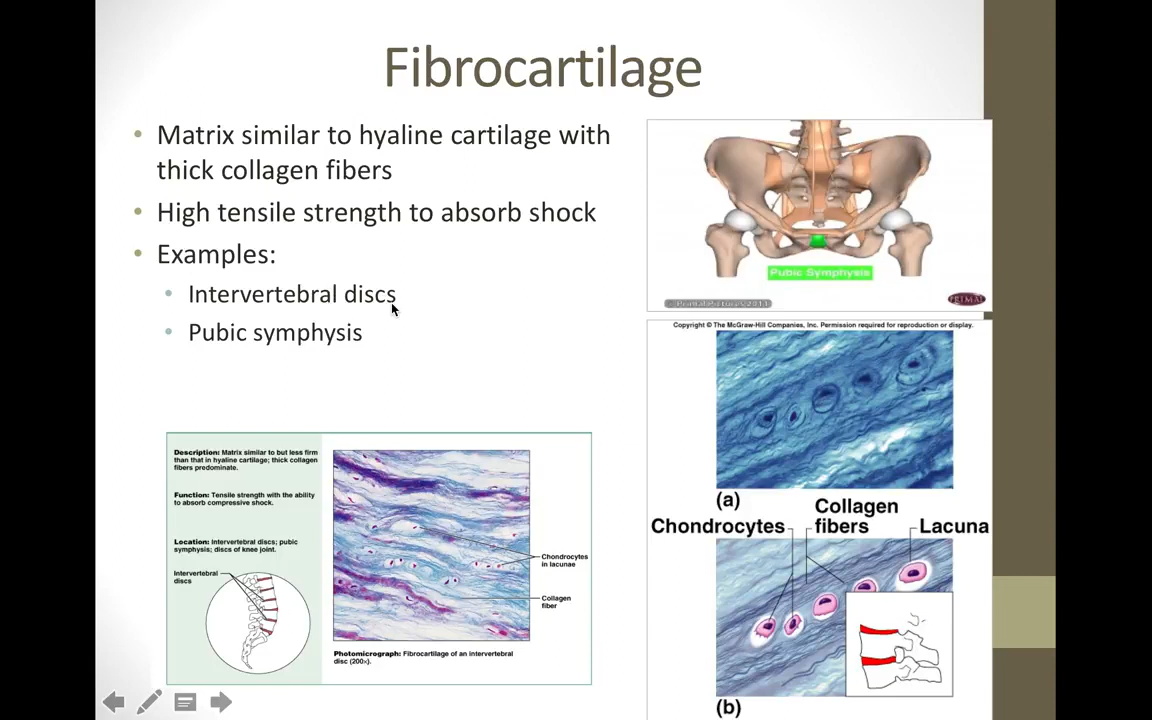 Fibrocartilage
• Matrix similar to hyaline cartilage with
thick collagen fibers
• High tensile strength to absorb shock
• Examples:
• Intervertebral discs
• Pubic symphysis
Pubic Symphysis
© Primal Pictures 2011
PRIMAL
Copyright © The McGraw-Hill Companies, Inc. Permission required for reproduction or display.
(a)
Collagen
fibers
Chondrocytes
Lacuna
(b)
Description: Matrix similar to but less firm
than that in hyaline cartilage; thick collagen
fibers predominate.
Function: Tensile strength with the ability
to absorb compressive shock.
Location: Intervertebral discs; pubic
symphysis; discs of knee joint.
Intervertebral
discs
Chondrocytes
in lacunae
Collagen
fiber
Photomicrograph: Fibrocartilage of an intervertebral
disc (200×).